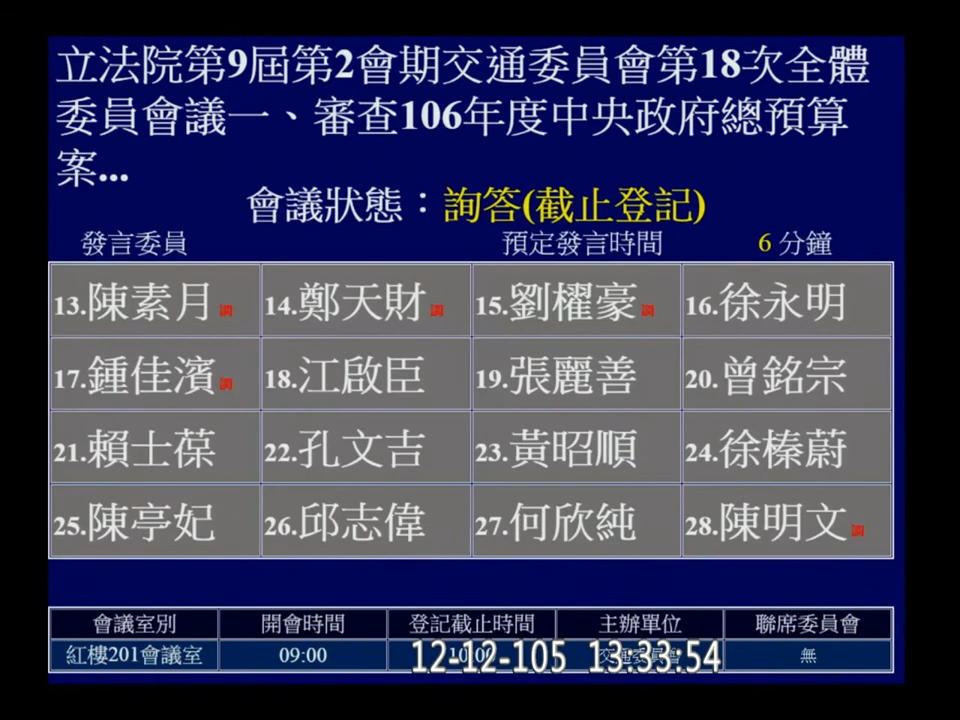 立法院第9屆第2會期交通委員會第18次全體
委員會議一、審查106年度中央政府總預算
案...
會議狀態：詢答(截止登記)
發言委員 預定發言時間 6 分鐘
13.陳素月 14.鄭天財 15.劉櫂豪 16.徐永明
17.鍾佳濱 18.江啟臣 19.張麗善 20.曾銘宗
21.賴士葆 22.孔文吉 23.黃昭順 24.徐榛蔚
25.陳亭妃 26.邱志偉 27.何欣純 28.陳明文
會議室別 開會時間 登記截止時間 主辦單位 聯席委員會
紅樓201會議室 09:00 無
12-12-105 13:33:54